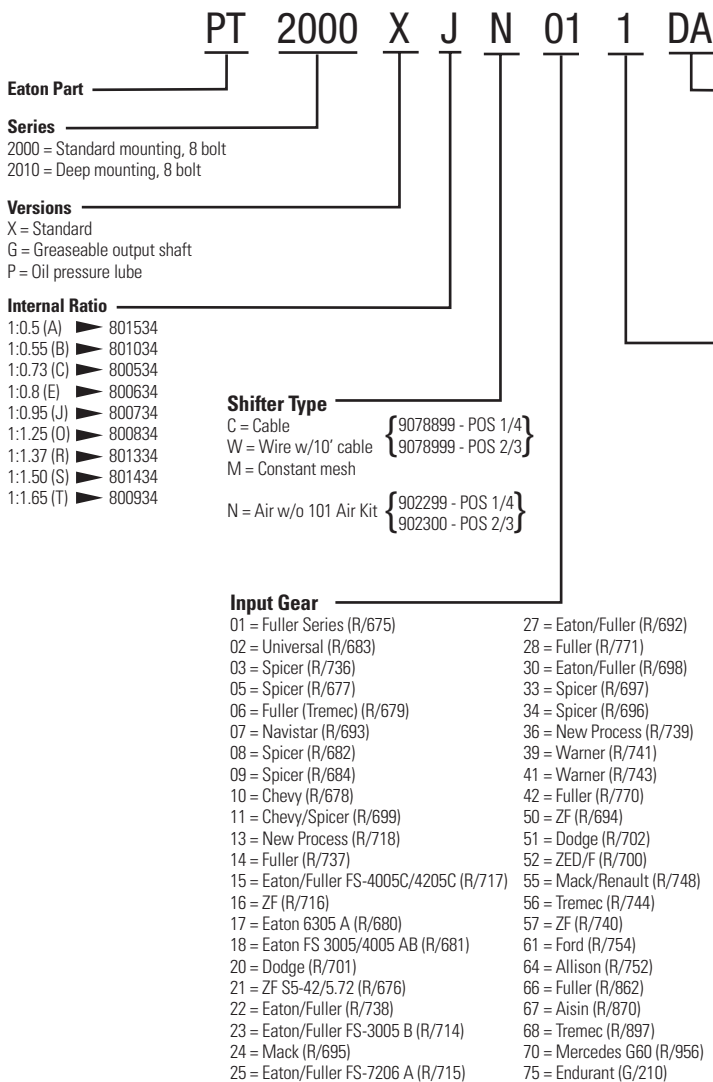 PT 2000 X J N 01 1 DA
Eaton Part
Series
2000 = Standard mounting, 8 bolt
2010 = Deep mounting, 8 bolt
Versions
X = Standard
G = Greaseable output shaft
P = Oil pressure lube
Internal Ratio
1:0.5 (A) ► 801534
1:0.55 (B) ► 801034
1:0.73 (C) ► 800534
1:0.8 (E) ► 800634
1:0.95 (J) ► 800734
1:1.25 (O) ► 800834
1:1.37 (R) ► 801334
1:1.50 (S) ► 801434
1:1.65 (T) ► 800934
Shifter Type
C = Cable
W = Wire w/10' cable
M = Constant mesh
{9078899 - POS 1/4}
{9078999 - POS 2/3}
N = Air w/o 101 Air Kit
{902299 - POS 1/4}
{902300 - POS 2/3}
Input Gear
01 = Fuller Series (R/675)
02 = Universal (R/683)
03 = Spicer (R/736)
05 = Spicer (R/677)
06 = Fuller (Tremec) (R/679)
07 = Navistar (R/693)
08 = Spicer (R/682)
09 = Spicer (R/684)
10 = Chevy (R/678)
11 = Chevy/Spicer (R/699)
13 = New Process (R/718)
14 = Fuller (R/737)
15 = Eaton/Fuller FS-4005C/4205C (R/717)
16 = ZF (R/716)
17 = Eaton 6305 A (R/680)
18 = Eaton FS 3005/4005 AB (R/681)
20 = Dodge (R/701)
21 = ZF S5-42/5.72 (R/676)
22 = Eaton/Fuller (R/738)
23 = Eaton/Fuller FS-3005 B (R/714)
24 = Mack (R/695)
25 = Eaton/Fuller FS-7206 A (R/715)
27 = Eaton/Fuller (R/692)
28 = Fuller (R/771)
30 = Eaton/Fuller (R/698)
33 = Spicer (R/697)
34 = Spicer (R/696)
36 = New Process (R/739)
39 = Warner (R/741)
41 = Warner (R/743)
42 = Fuller (R/770)
50 = ZF (R/694)
51 = Dodge (R/702)
52 = ZED/F (R/700)
55 = Mack/Renault (R/748)
56 = Tremec (R/744)
57 = ZF (R/740)
61 = Ford (R/754)
64 = Allison (R/752)
66 = Fuller (R/862)
67 = Aisin (R/870)
68 = Tremec (R/897)
70 = Mercedes G60 (R/956)
75 = Endurant (G/210)